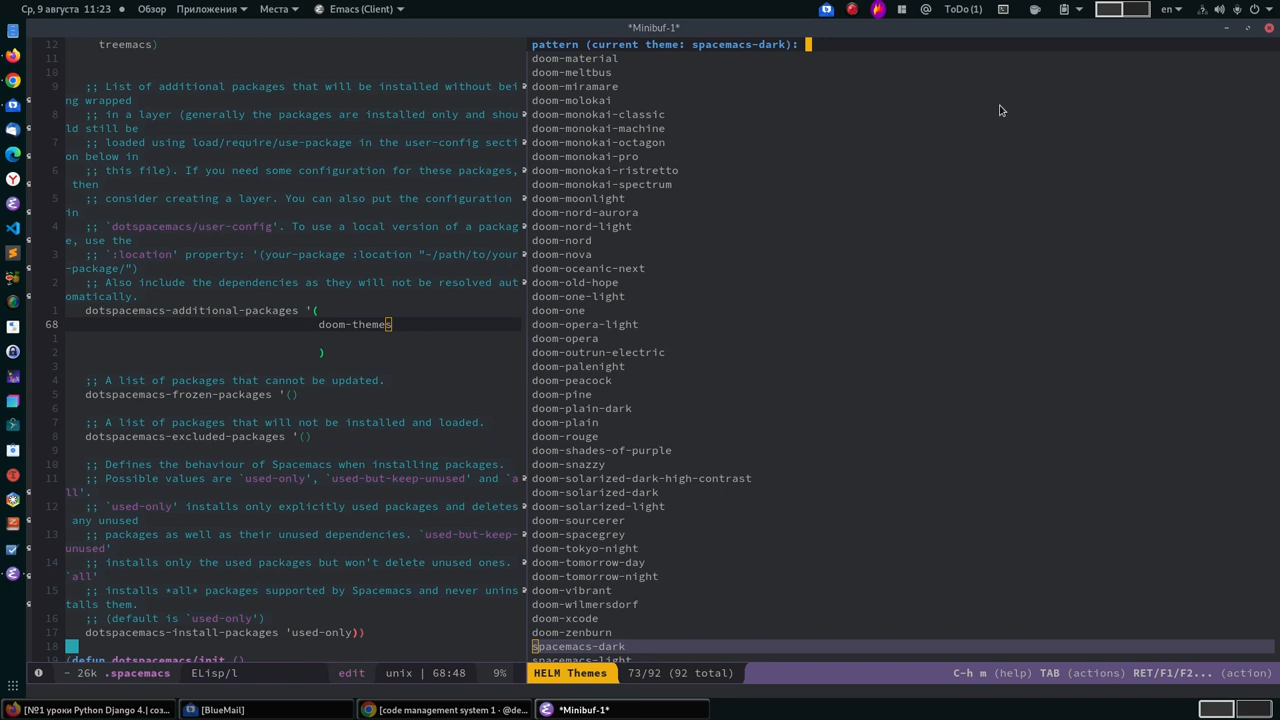 Ср, 9 августа 11:23
Обзор
Приложения
Места
Emacs (Client)
ToDo (1)
en
*Minibuf-1*
12 treemacs)
11
10
9 ;; List of additional packages that will be installed without bei
ng wrapped
8 ;; in a layer (generally the packages are installed only and shou
ld still be
7 ;; loaded using load/require/use-package in the user-config secti
on below in
6 ;; this file). If you need some configuration for these packages,
then
5 ;; consider creating a layer. You can also put the configuration
in
4 ;; `dotspacemacs/user-config'. To use a local version of a packag
e, use the
3 ;; `:location' property: '(your-package :location "~/path/to/your
-package/")
2 ;; Also include the dependencies as they will not be resolved aut
omatically.
1 dotspacemacs-additional-packages '(
68 doom-themes
1
2 )
3
4 ;; A list of packages that cannot be updated.
5 dotspacemacs-frozen-packages '()
6
7 ;; A list of packages that will not be installed and loaded.
8 dotspacemacs-excluded-packages '()
9
10 ;; Defines the behaviour of Spacemacs when installing packages.
11 ;; Possible values are `used-only', `used-but-keep-unused' and `a
ll'.
12 ;; `used-only' installs only explicitly used packages and deletes
any unused
13 ;; packages as well as their unused dependencies. `used-but-keep-
unused'
14 ;; installs only the used packages but won't delete unused ones.
`all'
15 ;; installs *all* packages supported by Spacemacs and never unins
talls them.
16 ;; (default is `used-only')
17 dotspacemacs-install-packages 'used-only))
18
(defun dotspacemacs/init ()
- 26k .spacemacs ELisp/l edit unix | 68:48 9%
pattern (current theme: spacemacs-dark):
doom-material
doom-meltbus
doom-miramare
doom-molokai
doom-monokai-classic
doom-monokai-machine
doom-monokai-octagon
doom-monokai-pro
doom-monokai-ristretto
doom-monokai-spectrum
doom-moonlight
doom-nord-aurora
doom-nord-light
doom-nord
doom-nova
doom-oceanic-next
doom-old-hope
doom-one-light
doom-one
doom-opera-light
doom-opera
doom-outrun-electric
doom-palenight
doom-peacock
doom-pine
doom-plain-dark
doom-plain
doom-rouge
doom-shades-of-purple
doom-snazzy
doom-solarized-dark-high-contrast
doom-solarized-dark
doom-solarized-light
doom-sourcerer
doom-spacegrey
doom-tokyo-night
doom-tomorrow-day
doom-tomorrow-night
doom-vibrant
doom-wilmersdorf
doom-xcode
doom-zenburn
spacemacs-dark
spacemacs-light
HELM Themes 73/92 (92 total) C-h m (help) TAB (actions) RET/F1/F2... (action)
[№1 уроки Python Django 4.| соз...
[BlueMail]
[code management system 1 · @de...
*Minibuf-1*